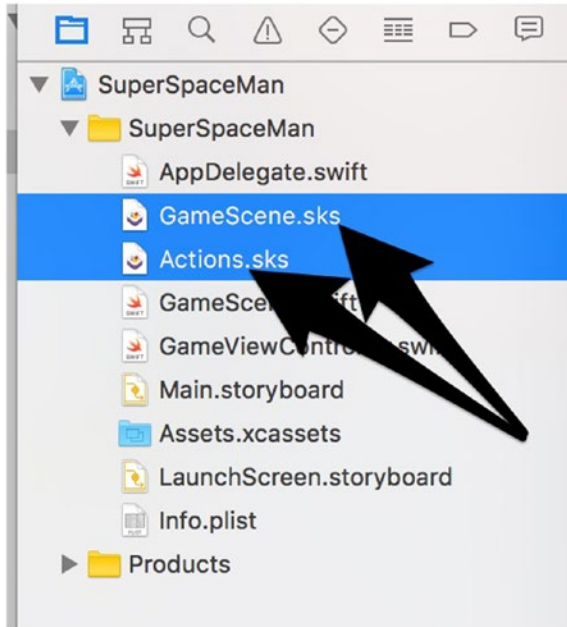 SuperSpaceMan
SuperSpaceMan
AppDelegate.swift
GameScene.sks
Actions.sks
Main.storyboard
Assets.xcassets
LaunchScreen.storyboard
Info.plist
Products